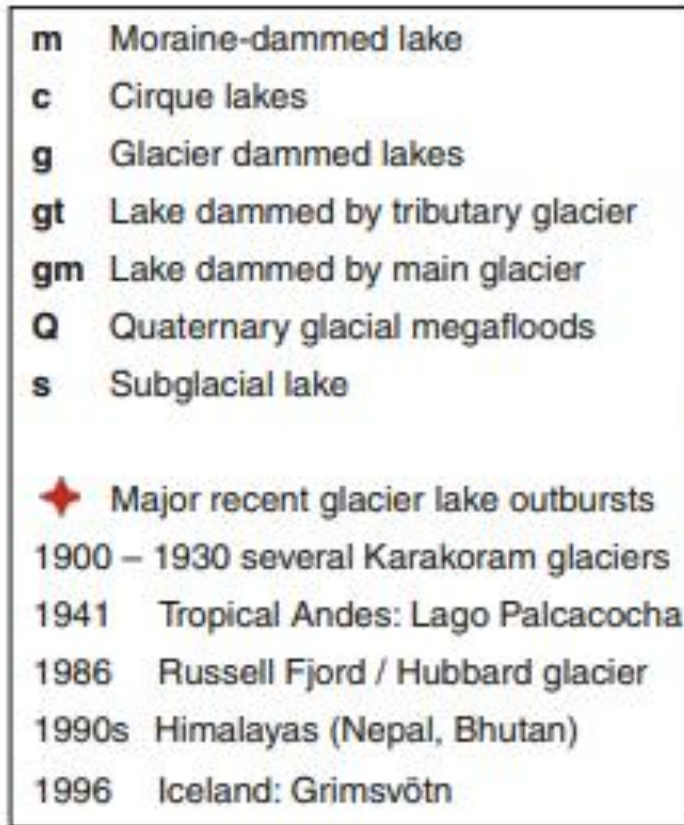 m Moraine-dammed lake
c Cirque lakes
g Glacier dammed lakes
gt Lake dammed by tributary glacier
gm Lake dammed by main glacier
Q Quaternary glacial megafloods
s Subglacial lake
Major recent glacier lake outbursts
1900 – 1930 several Karakoram glaciers
1941 Tropical Andes: Lago Palcacocha
1986 Russell Fjord / Hubbard glacier
1990s Himalayas (Nepal, Bhutan)
1996 Iceland: Grimsvötn